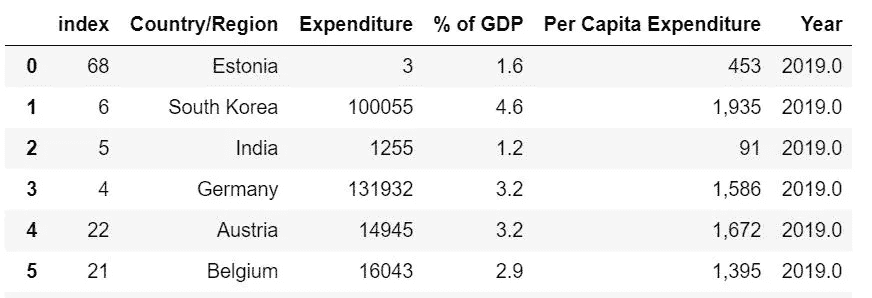 index Country/Region Expenditure % of GDP Per Capita Expenditure Year
0 68 Estonia 3 1.6 453 2019.0
1 6 South Korea 100055 4.6 1,935 2019.0
2 5 India 1255 1.2 91 2019.0
3 4 Germany 131932 3.2 1,586 2019.0
4 22 Austria 14945 3.2 1,672 2019.0
5 21 Belgium 16043 2.9 1,395 2019.0